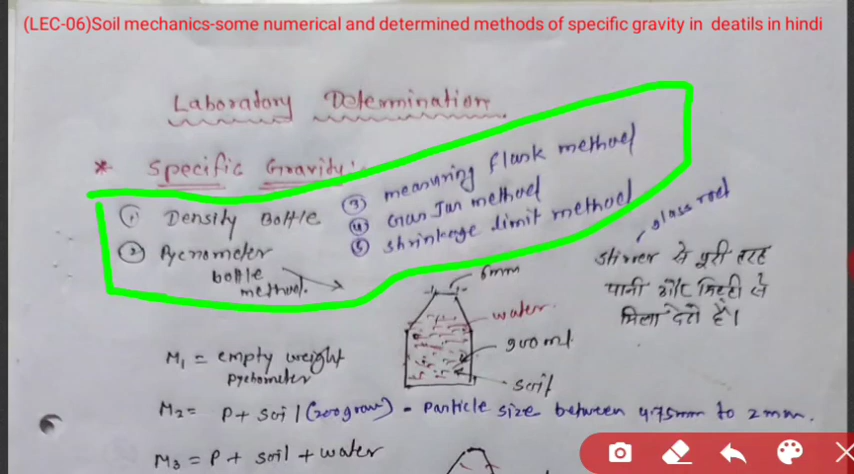 (LEC-06)Soil mechanics-some numerical and determined methods of specific gravity in deatils in hindi
Laboratory Determination.
* Specific Gravity:
① Density Bottle
② Pycnometer
bottle
method.
③ measuring flask method
④ Gas Jar method
⑤ shrinkage limit method
glass rod
stirrer से पूरी तरह
पानी और मिट्टी से
मिला देते हैं।
6mm
water
900 ml
soil
M₁ = empty weight
Pychometer
M₂ = P + soil (200 gram) - Particle size between 4.75mm to 2mm.
M₃ = P + soil + water